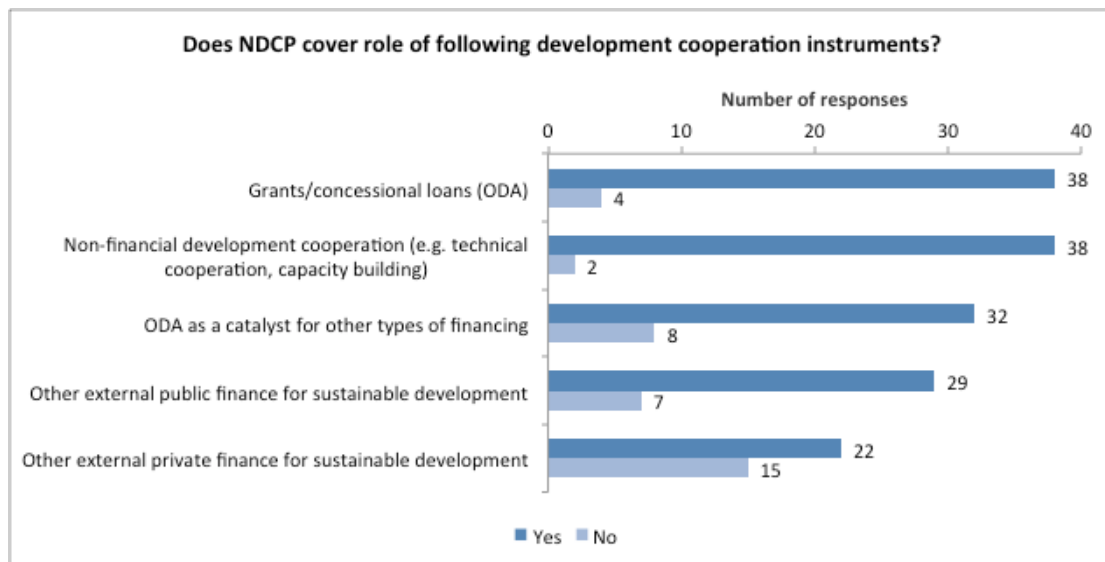 Does NDCP cover role of following development cooperation instruments?
Number of responses
0 10 20 30 40
Grants/concessional loans (ODA)
38
4
Non-financial development cooperation (e.g. technical
cooperation, capacity building)
38
2
ODA as a catalyst for other types of financing
32
8
Other external public finance for sustainable development
29
7
Other external private finance for sustainable development
22
15
Yes No